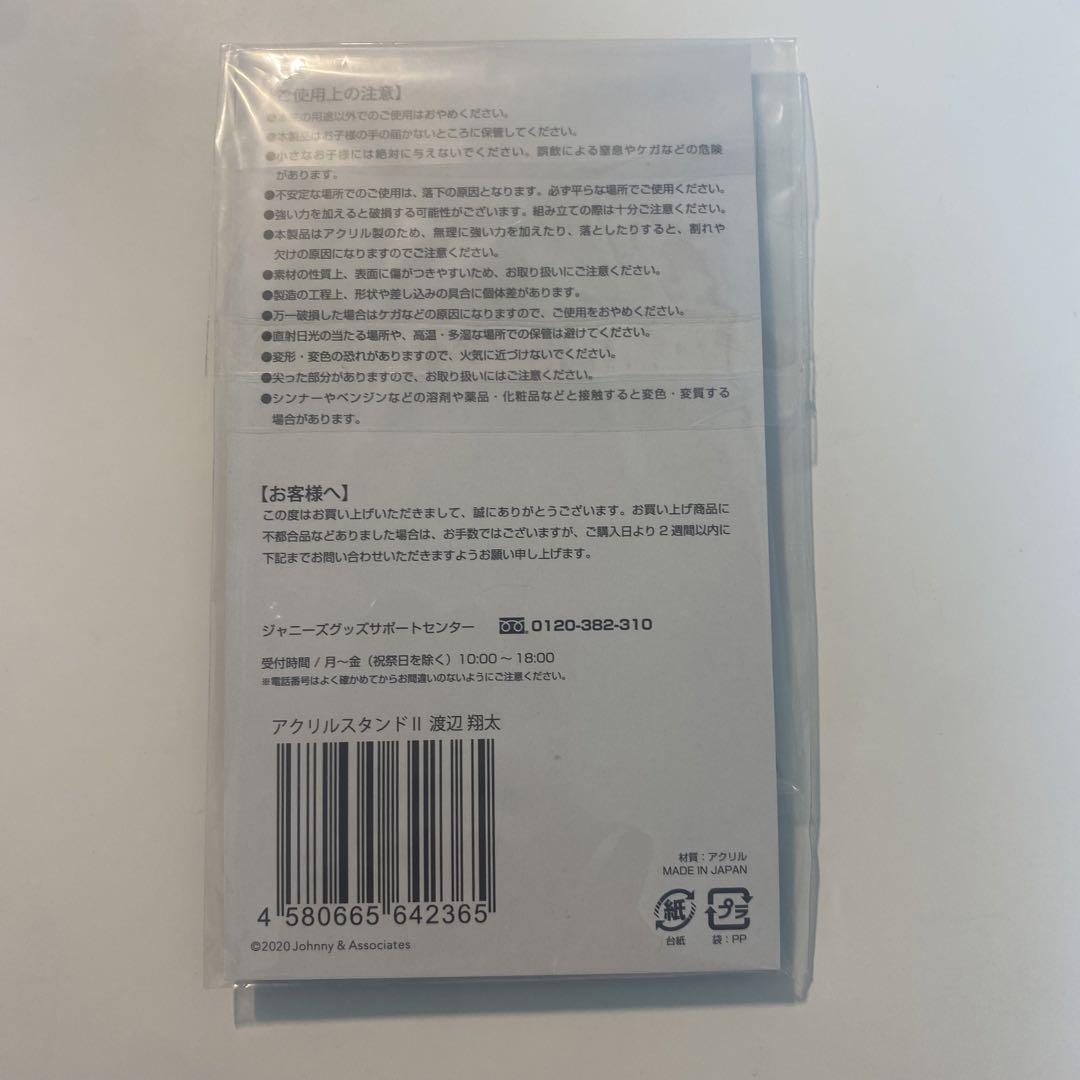 ご使用上の注意】
の用途以外でのご使用はおやめください。
●本製品はお子様の手の届かないところに保管してください。
●小さなお子様には絶対に与えないでください。誤飲による窒息やケガなどの危険
があります。
●不安定な場所でのご使用は、落下の原因となります。必ず平らな場所でご使用ください。
●強い力を加えると破損する可能性がございます。組み立ての際は十分ご注意ください。
●本製品はアクリル製のため、無理に強い力を加えたり、落としたりすると、割れや
欠けの原因になりますのでご注意ください。
●素材の性質上、表面に傷がつきやすいため、お取り扱いにご注意ください。
●製造の工程上、形状や差し込みの具合に個体差があります。
●万一破損した場合はケガなどの原因になりますので、ご使用をおやめください。
●直射日光の当たる場所や、高温・多湿な場所での保管は避けてください。
●変形・変色の恐れがありますので、火気に近づけないでください。
●尖った部分がありますので、お取り扱いにはご注意ください。
●シンナーやベンジンなどの溶剤や薬品・化粧品などと接触すると変色・変質する
場合があります。
【お客様へ】
この度はお買い上げいただきまして、誠にありがとうございます。お買い上げ商品に
不都合品などありました場合は、お手数ではございますが、ご購入日より2週間以内に
下記までお問い合わせいただきますようお願い申し上げます。
ジャニーズグッズサポートセンター 0120-382-310
受付時間 / 月〜金（祝祭日を除く）10:00〜18:00
※電話番号はよく確かめてからお間違いのないようにご注意ください。
アクリルスタンドⅡ 渡辺 翔太
4 580665 642365
©2020 Johnny & Associates
材質：アクリル
MADE IN JAPAN
紙 プラ
台紙 袋：PP